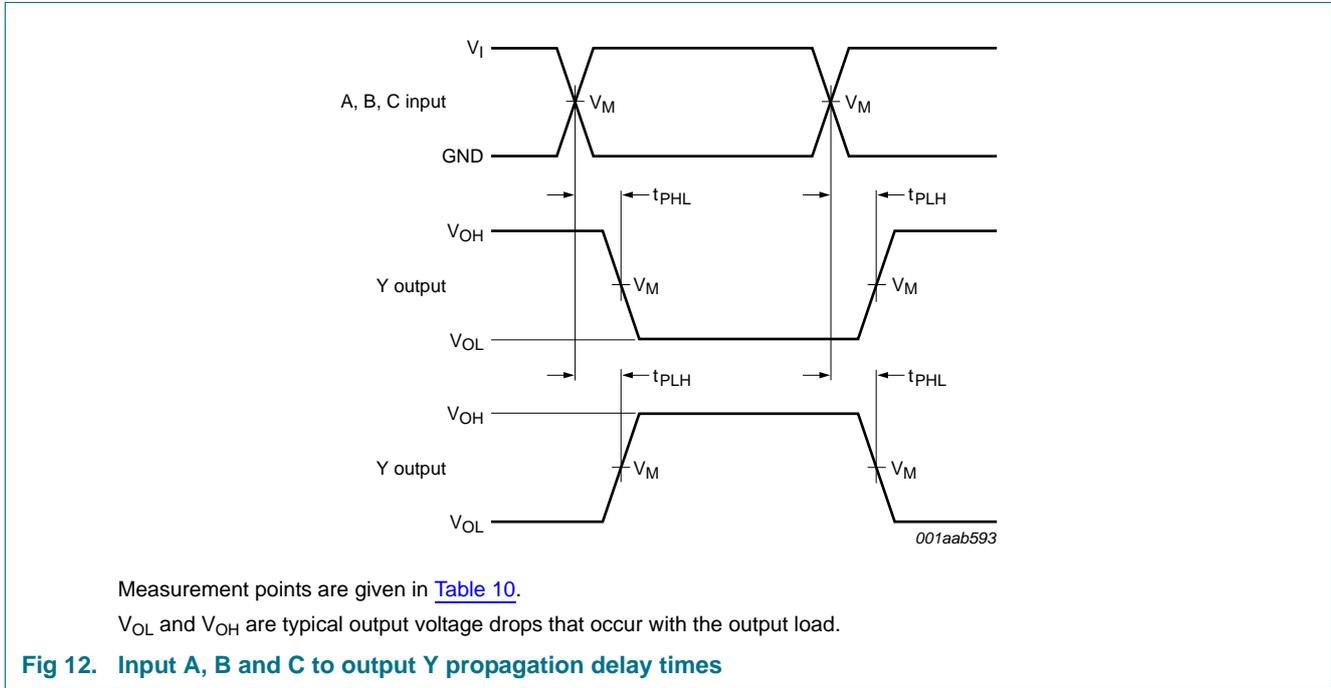 V_I
A, B, C input
V_M V_M
GND
t_PHL t_PLH
V_OH
Y output
V_M V_M
V_OL
t_PLH t_PHL
V_OH
Y output
V_M V_M
V_OL
001aab593
Measurement points are given in Table 10.
V_OL and V_OH are typical output voltage drops that occur with the output load.
Fig 12. Input A, B and C to output Y propagation delay times